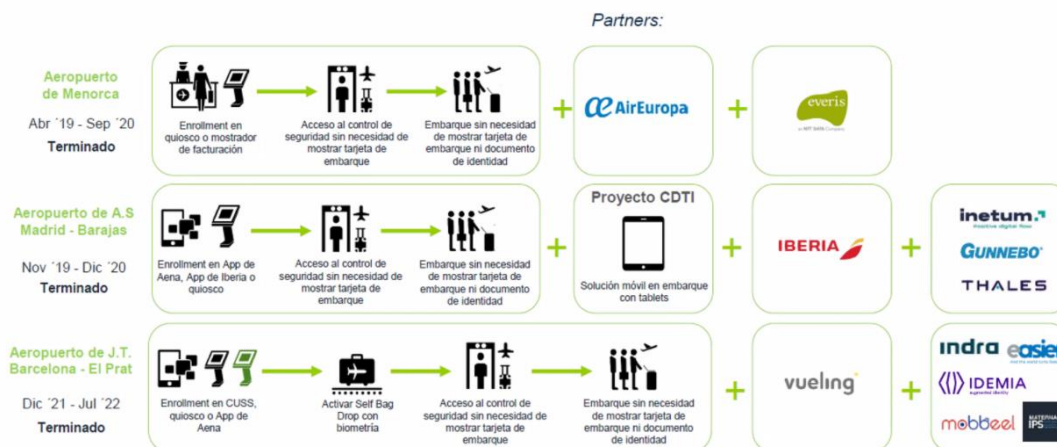 Partners:
Aeropuerto
de Menorca
Abr ´19 - Sep ´20
Terminado
Enrollment en
quiosco o mostrador
de facturación
Acceso al control de
seguridad sin necesidad de
mostrar tarjeta de
embarque
Embarque sin necesidad
de mostrar tarjeta de
embarque ni documento
de identidad
+
AirEuropa
+
everis
an NTT DATA Company
Aeropuerto de A.S
Madrid - Barajas
Nov ´19 - Dic ´20
Terminado
Enrollment en App de
Aena, App de Iberia o
quiosco
Acceso al control de
seguridad sin necesidad de
mostrar tarjeta de
embarque
Embarque sin necesidad
de mostrar tarjeta de
embarque ni documento
de identidad
+
Proyecto CDTI
Solución móvil en embarque
con tablets
+
IBERIA
+
inetum.
GUNNEBO
THALES
Aeropuerto de J.T.
Barcelona - El Prat
Dic ´21 - Jul ´22
Terminado
Enrollment en CUSS,
quiosco o App de
Aena
Activar Self Bag
Drop con
biometría
Acceso al control de
seguridad sin necesidad de
mostrar tarjeta de
embarque
Embarque sin necesidad
de mostrar tarjeta de
embarque ni documento
de identidad
+
vueling
+
indra
easier
IDEMIA
mobbeel
IPS